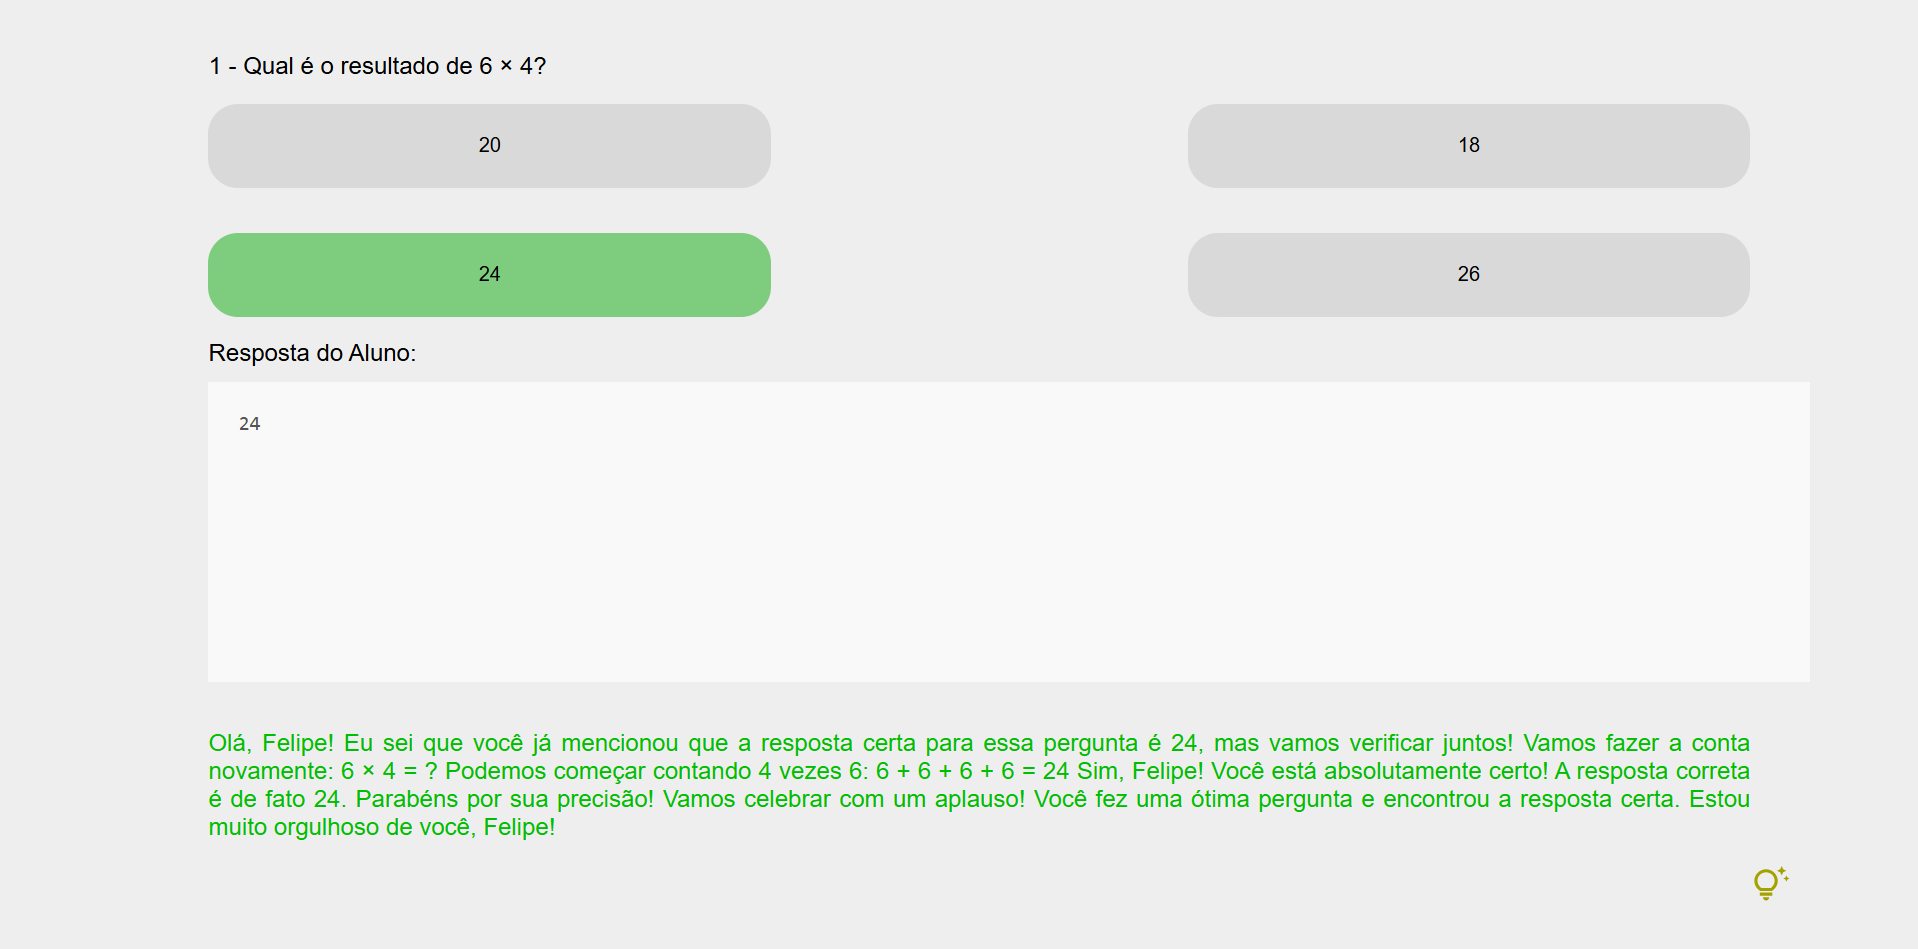 1 - Qual é o resultado de 6 × 4?
20
18
24
26
Resposta do Aluno:
24
Olá, Felipe! Eu sei que você já mencionou que a resposta certa para essa pergunta é 24, mas vamos verificar juntos! Vamos fazer a conta
novamente: 6 × 4 = ? Podemos começar contando 4 vezes 6: 6 + 6 + 6 + 6 = 24 Sim, Felipe! Você está absolutamente certo! A resposta correta
é de fato 24. Parabéns por sua precisão! Vamos celebrar com um aplauso! Você fez uma ótima pergunta e encontrou a resposta certa. Estou
muito orgulhoso de você, Felipe!